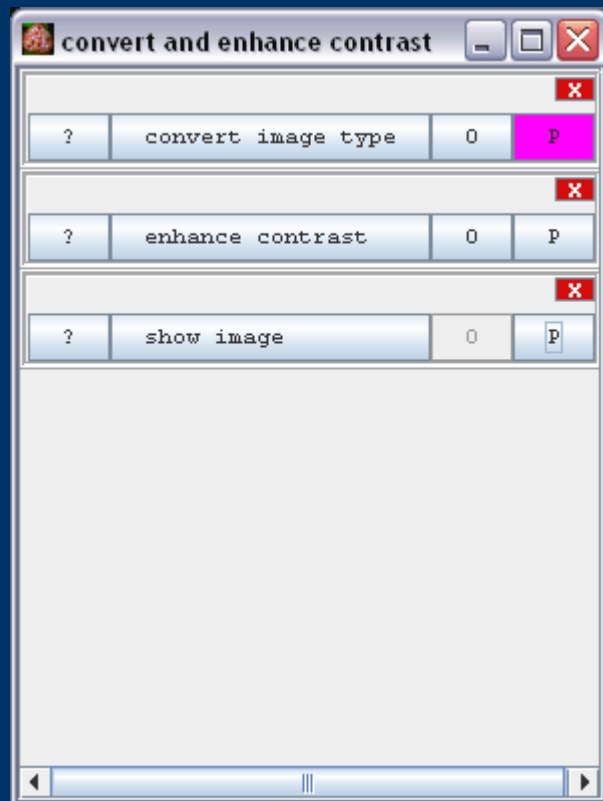 convert and enhance contrast
X
? convert image type O P
X
? enhance contrast O P
X
? show image O P